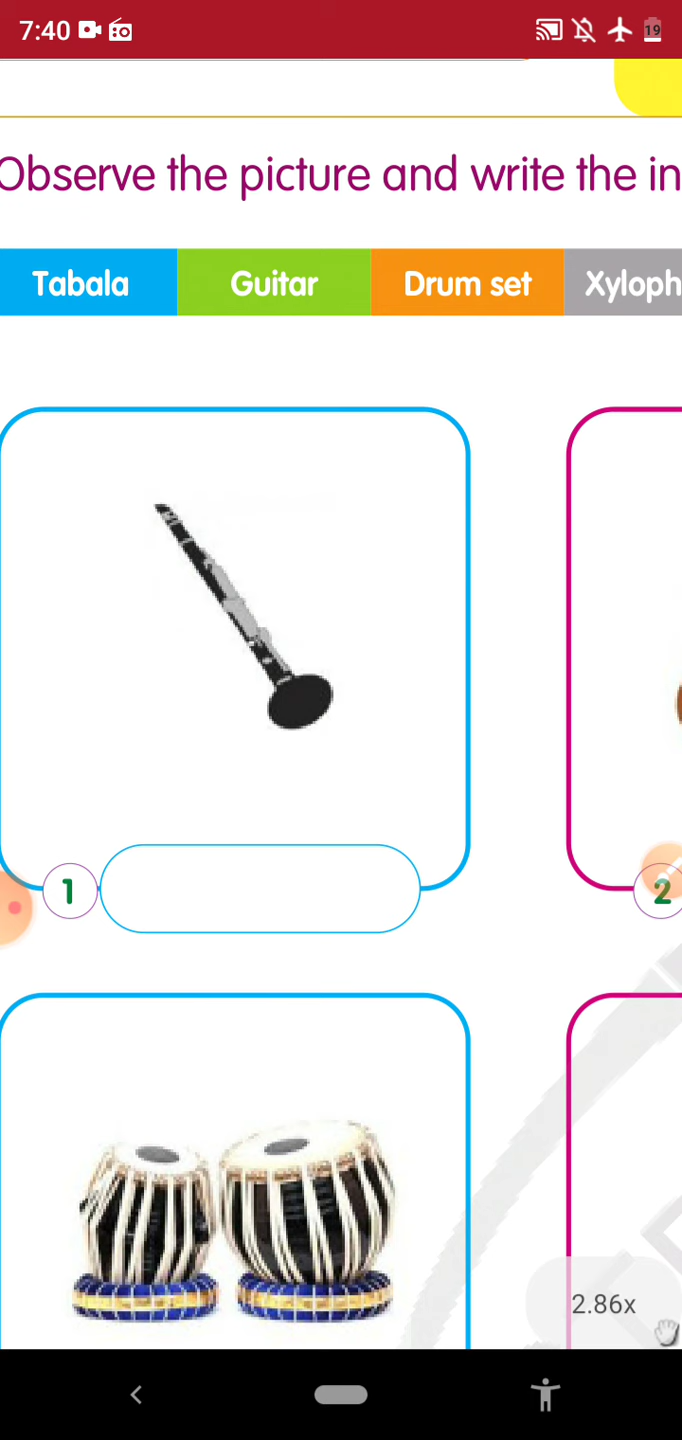 7:40
19
Observe the picture and write the in
Tabala Guitar Drum set Xyloph
1
2
2.86x